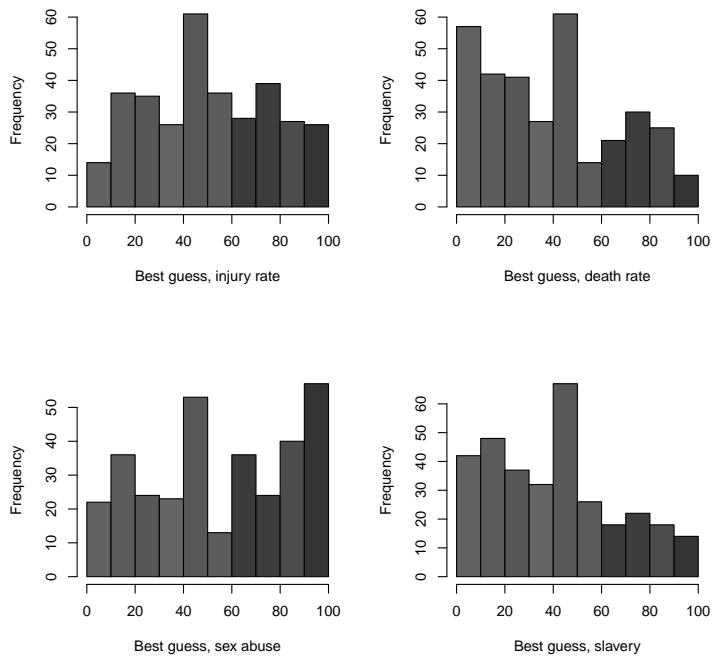 Frequency
0 10 20 30 40 50 60
0 20 40 60 80 100
Best guess, injury rate
Frequency
0 10 20 30 40 50 60
0 20 40 60 80 100
Best guess, death rate
Frequency
0 10 20 30 40 50
0 20 40 60 80 100
Best guess, sex abuse
Frequency
0 10 20 30 40 50 60
0 20 40 60 80 100
Best guess, slavery